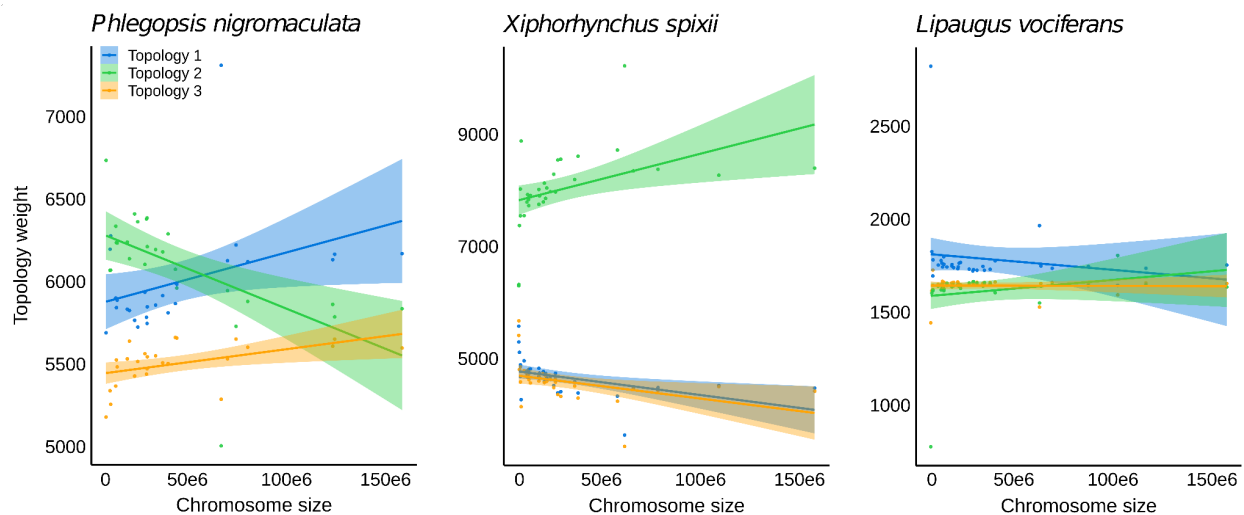 Phlegopsis nigromaculata
Xiphorhynchus spixii
Lipaugus vociferans
Topology 1
Topology 2
Topology 3
Topology weight
7000
6500
6000
5500
5000
0 50e6 100e6 150e6
Chromosome size
9000
7000
5000
0 50e6 100e6 150e6
Chromosome size
2500
2000
1500
1000
0 50e6 100e6 150e6
Chromosome size